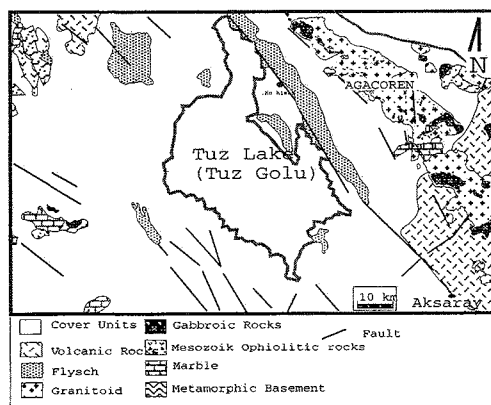 N
AGACOREN
Tuz Lake
(Tuz Golu)
10 km
Aksaray
Cover Units
Gabbroic Rocks
Fault
Volcanic Rocks
Mesozoik Ophiolitic rocks
Flysch
Marble
Granitoid
Metamorphic Basement